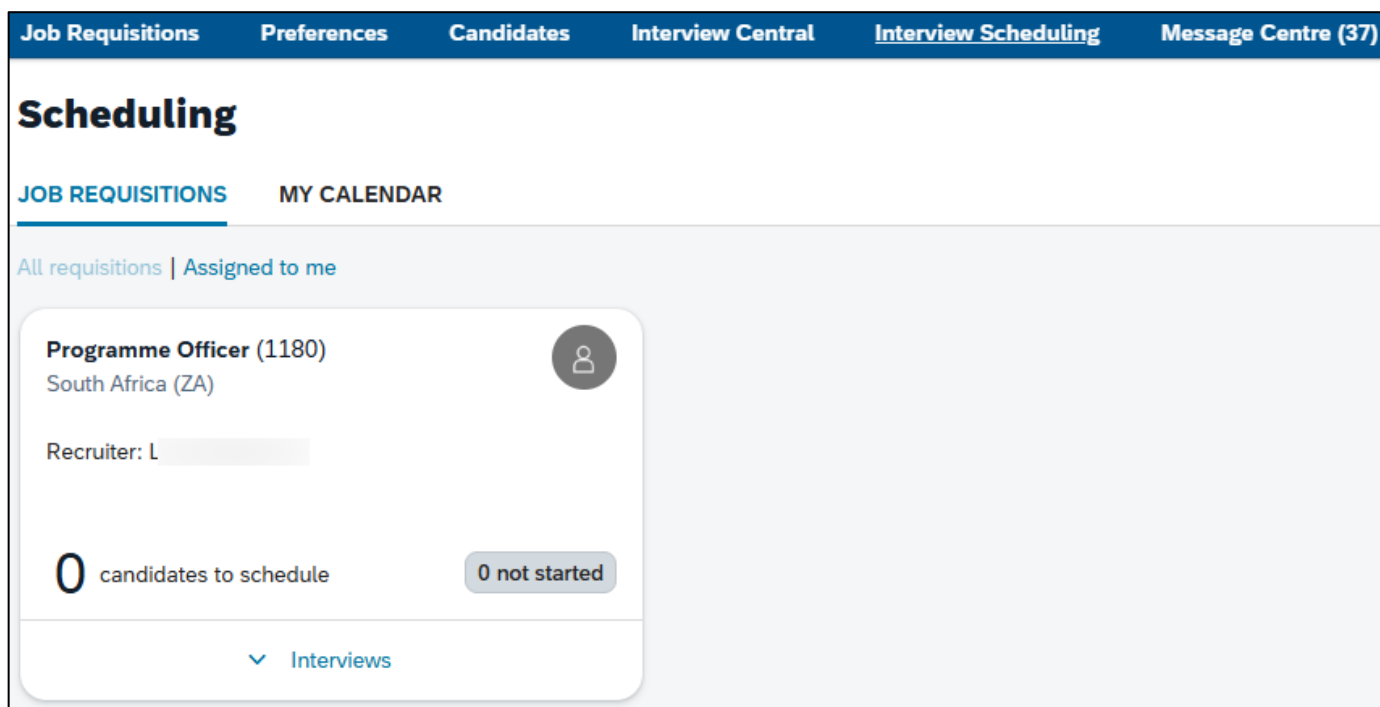 Job Requisitions Preferences Candidates Interview Central Interview Scheduling Message Centre (37)
Scheduling
JOB REQUISITIONS MY CALENDAR
All requisitions | Assigned to me
Programme Officer (1180)
South Africa (ZA)
Recruiter: L
0 candidates to schedule 0 not started
Interviews